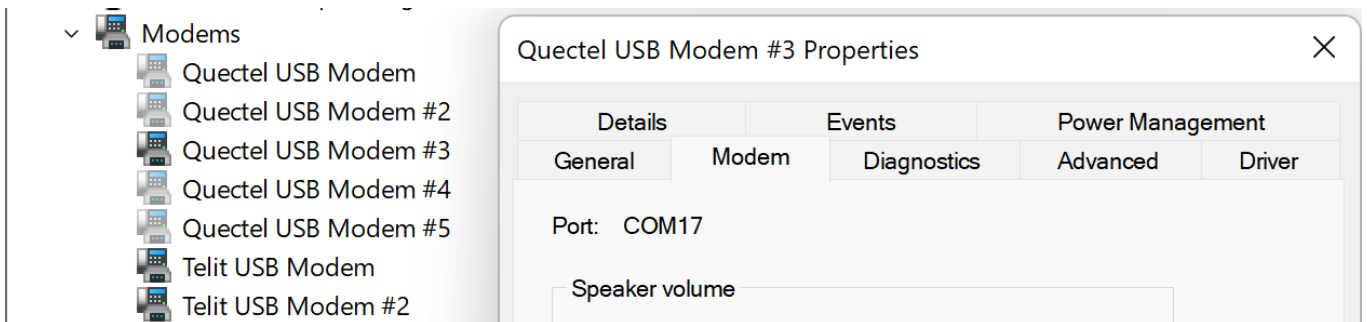 Modems
Quectel USB Modem
Quectel USB Modem #2
Quectel USB Modem #3
Quectel USB Modem #4
Quectel USB Modem #5
Telit USB Modem
Telit USB Modem #2
Quectel USB Modem #3 Properties
Details Events Power Management
General Modem Diagnostics Advanced Driver
Port: COM17
Speaker volume